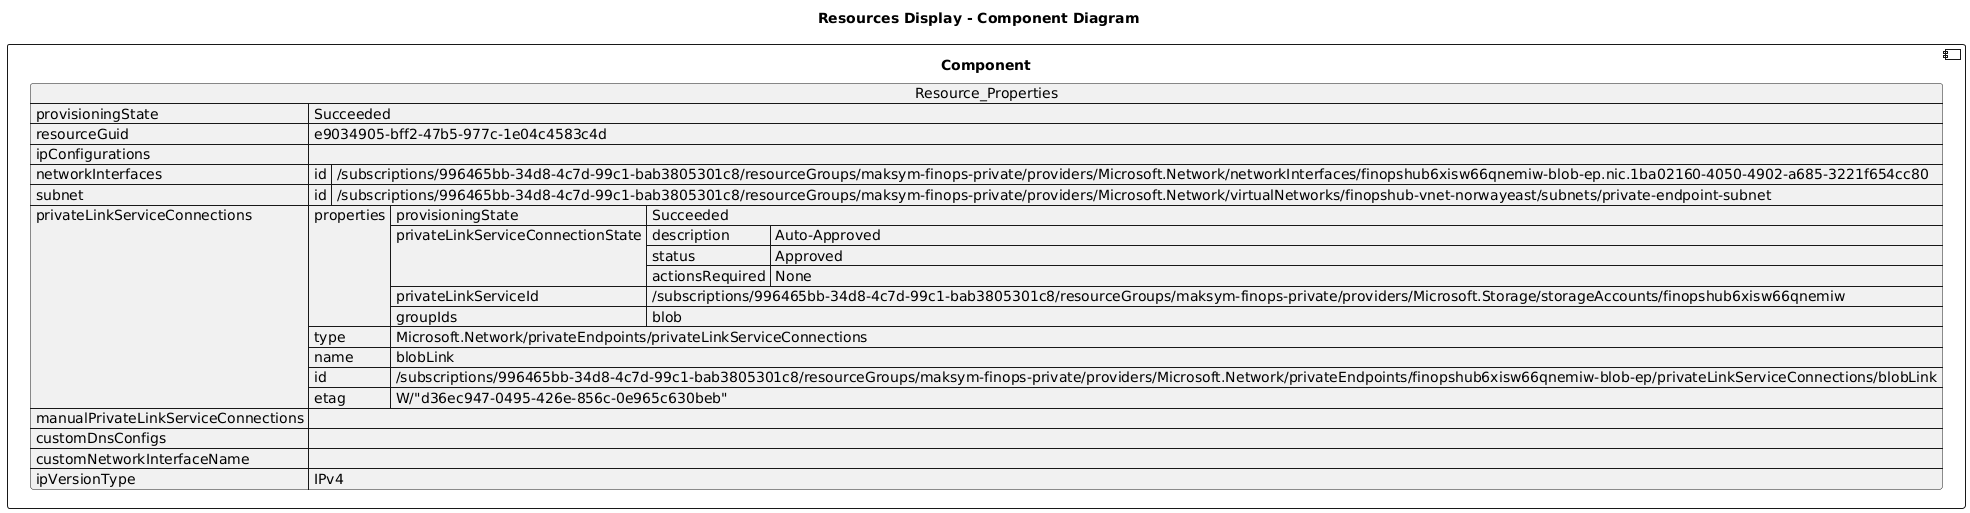 Resources Display - Component Diagram
Component
Resource_Properties
provisioningState Succeeded
resourceGuid e9034905-bff2-47b5-977c-1e04c4583c4d
ipConfigurations
networkInterfaces id /subscriptions/996465bb-34d8-4c7d-99c1-bab3805301c8/resourceGroups/maksym-finops-private/providers/Microsoft.Network/networkInterfaces/finopshub6xisw66qnemiw-blob-ep.nic.1ba02160-4050-4902-a685-3221f654cc80
subnet id /subscriptions/996465bb-34d8-4c7d-99c1-bab3805301c8/resourceGroups/maksym-finops-private/providers/Microsoft.Network/virtualNetworks/finopshub-vnet-norwayeast/subnets/private-endpoint-subnet
privateLinkServiceConnections properties provisioningState Succeeded
privateLinkServiceConnectionState description Auto-Approved
status Approved
actionsRequired None
privateLinkServiceId /subscriptions/996465bb-34d8-4c7d-99c1-bab3805301c8/resourceGroups/maksym-finops-private/providers/Microsoft.Storage/storageAccounts/finopshub6xisw66qnemiw
groupIds blob
type Microsoft.Network/privateEndpoints/privateLinkServiceConnections
name blobLink
id /subscriptions/996465bb-34d8-4c7d-99c1-bab3805301c8/resourceGroups/maksym-finops-private/providers/Microsoft.Network/privateEndpoints/finopshub6xisw66qnemiw-blob-ep/privateLinkServiceConnections/blobLink
etag W/"d36ec947-0495-426e-856c-0e965c630beb"
manualPrivateLinkServiceConnections
customDnsConfigs
customNetworkInterfaceName
ipVersionType IPv4